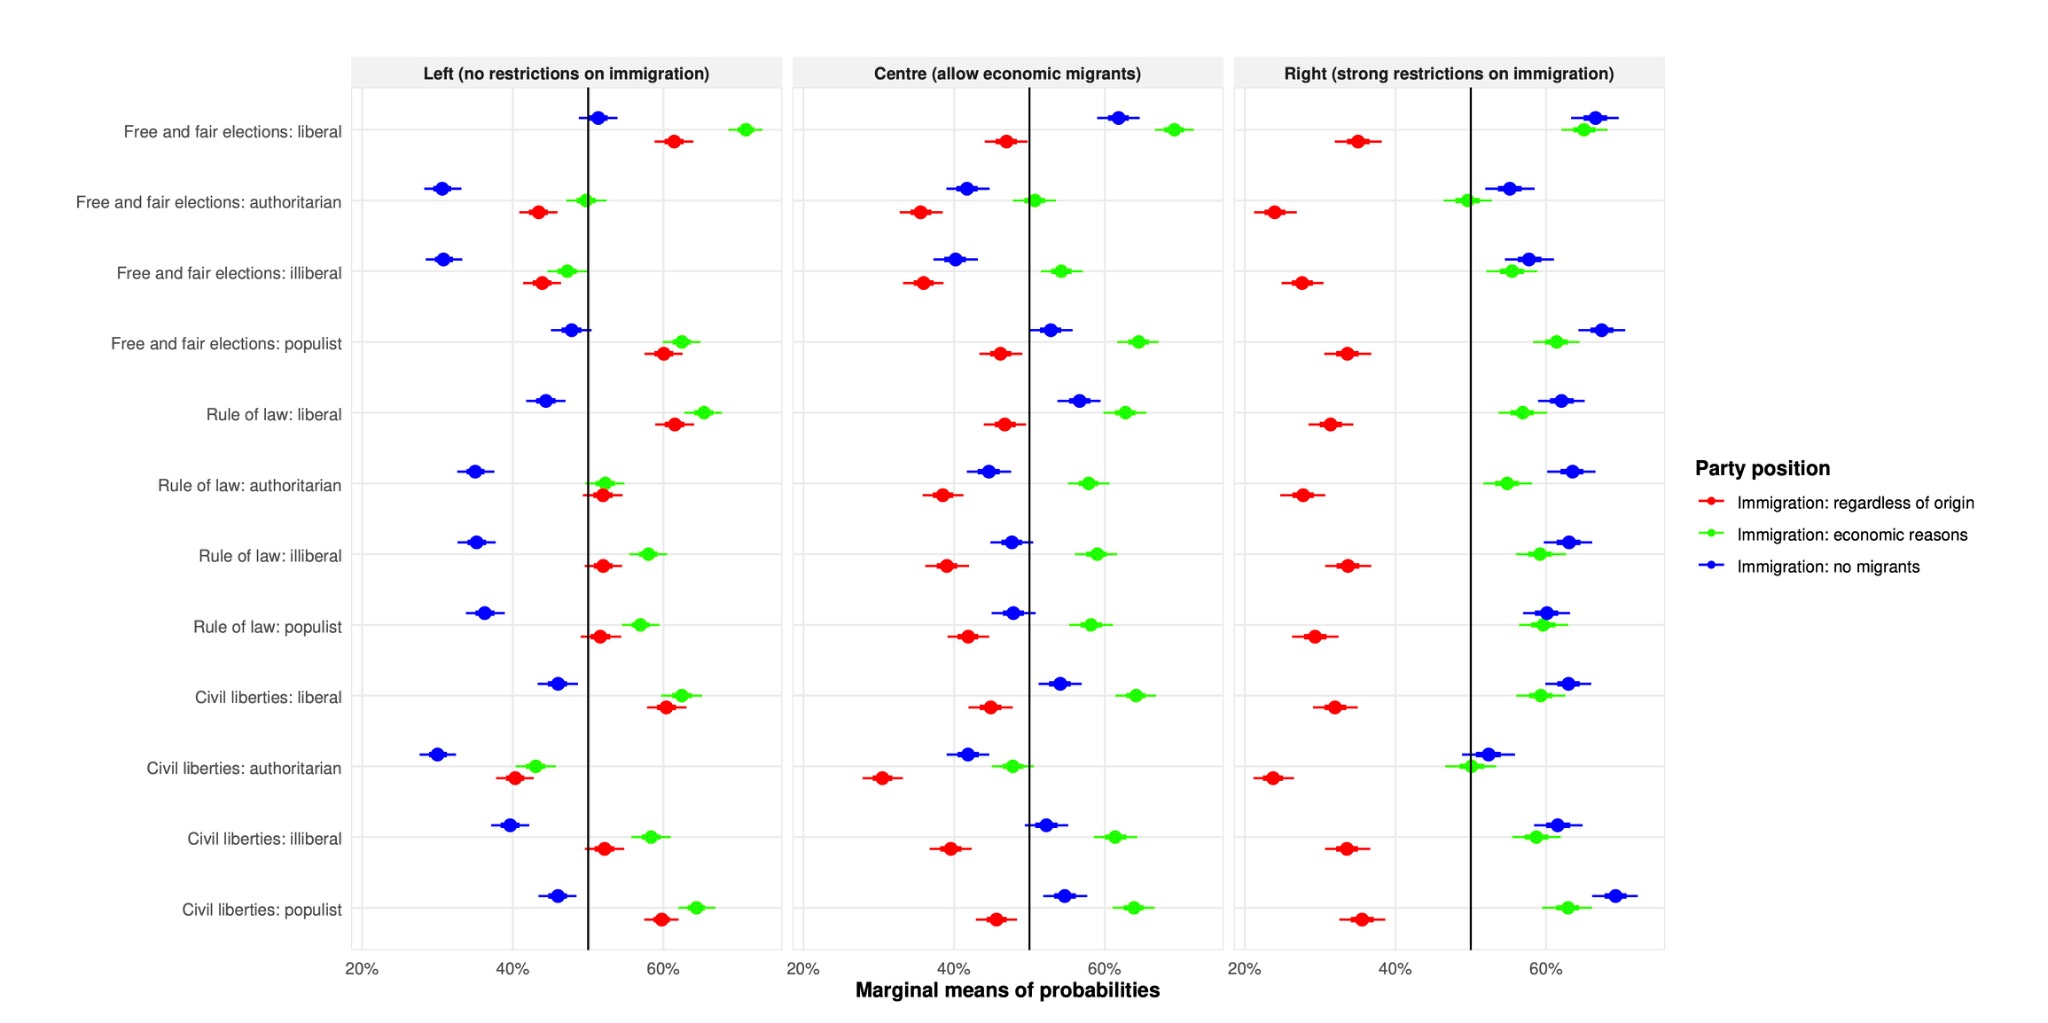 Left (no restrictions on immigration)
Centre (allow economic migrants)
Right (strong restrictions on immigration)
Free and fair elections: liberal
Free and fair elections: authoritarian
Free and fair elections: illiberal
Free and fair elections: populist
Rule of law: liberal
Rule of law: authoritarian
Rule of law: illiberal
Rule of law: populist
Civil liberties: liberal
Civil liberties: authoritarian
Civil liberties: illiberal
Civil liberties: populist
20% 40% 60% 20% 40% 60% 20% 40% 60%
Marginal means of probabilities
Party position
Immigration: regardless of origin
Immigration: economic reasons
Immigration: no migrants